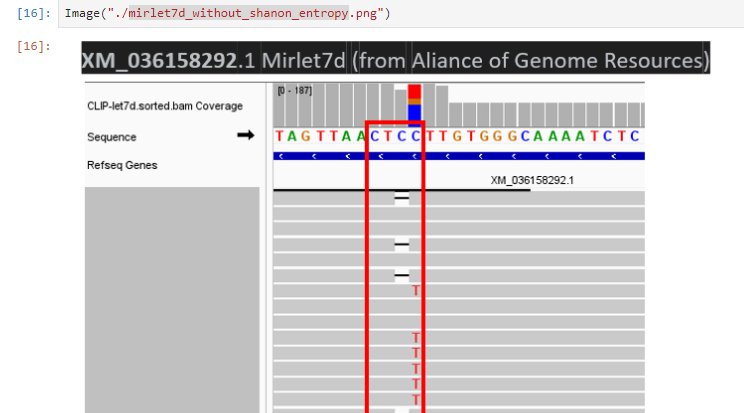 [16]: Image("./mirlet7d_without_shanon_entropy.png")
[16]:
XM_036158292.1 Mirlet7d (from Aliance of Genome Resources)
[0 - 187]
CLIP-let7d.sorted.bam Coverage
Sequence
TAGTTAACTCCTTGTGGGCAAAATCTC
Refseq Genes
XM_036158292.1
T
T
T
T
T
T